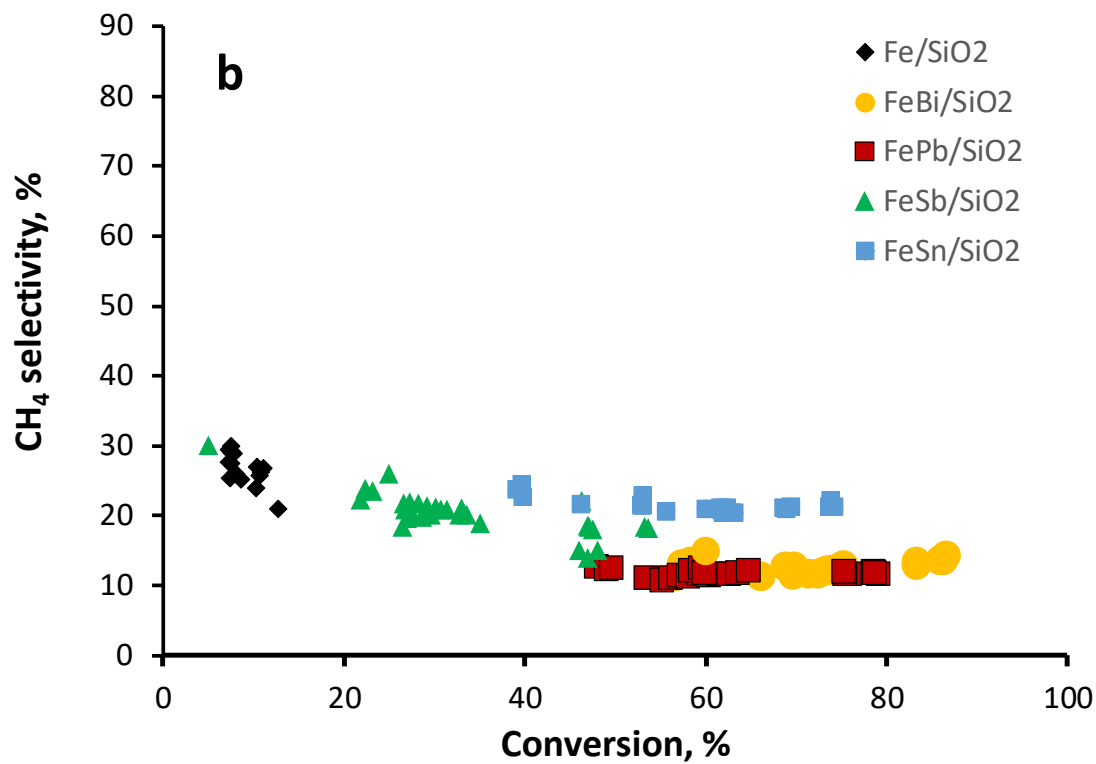 b
CH4 selectivity, %
90
80
70
60
50
40
30
20
10
0
0 20 40 60 80 100
Conversion, %
Fe/SiO2
FeBi/SiO2
FePb/SiO2
FeSb/SiO2
FeSn/SiO2